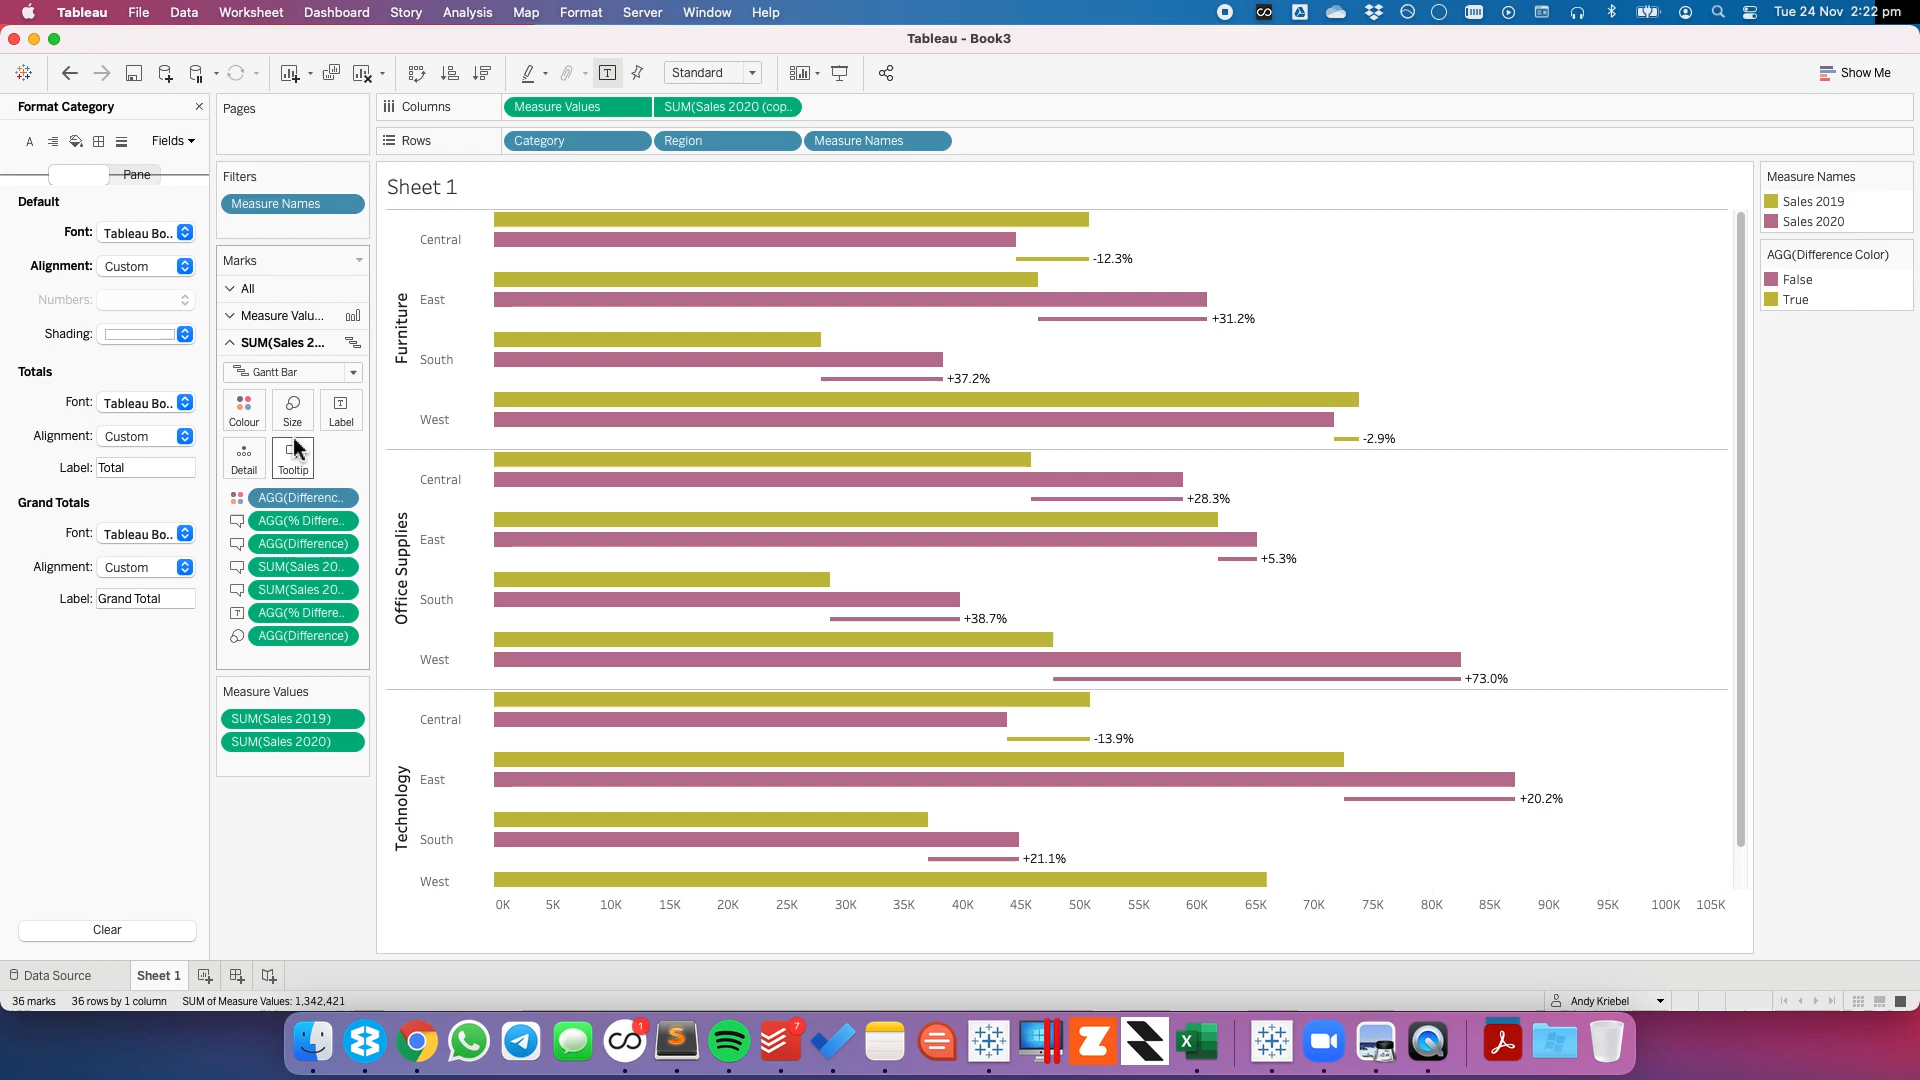 Tableau File Data Worksheet Dashboard Story Analysis Map Format Server Window Help Tue 24 Nov 2:22 pm
Tableau - Book3
Standard Show Me
Format Category
Fields
Pane
Default
Font: Tableau Bo..
Alignment: Custom
Numbers:
Shading:
Totals
Font: Tableau Bo..
Alignment: Custom
Label: Total
Grand Totals
Font: Tableau Bo..
Alignment: Custom
Label: Grand Total
Clear
Pages
Filters
Measure Names
Marks
All
Measure Valu...
SUM(Sales 2...
Gantt Bar
Colour Size Label
Detail Tooltip
AGG(Differenc..
AGG(% Differe..
AGG(Difference)
SUM(Sales 20..
SUM(Sales 20..
AGG(% Differe..
AGG(Difference)
Measure Values
SUM(Sales 2019)
SUM(Sales 2020)
Columns Measure Values SUM(Sales 2020 (cop..
Rows Category Region Measure Names
Sheet 1
Furniture
Central
-12.3%
East
+31.2%
South
+37.2%
West
-2.9%
Office Supplies
Central
+28.3%
East
+5.3%
South
+38.7%
West
+73.0%
Technology
Central
-13.9%
East
+20.2%
South
+21.1%
West
0K 5K 10K 15K 20K 25K 30K 35K 40K 45K 50K 55K 60K 65K 70K 75K 80K 85K 90K 95K 100K 105K
Measure Names
Sales 2019
Sales 2020
AGG(Difference Color)
False
True
Data Source Sheet 1
36 marks 36 rows by 1 column SUM of Measure Values: 1,342,421 Andy Kriebel
1
7